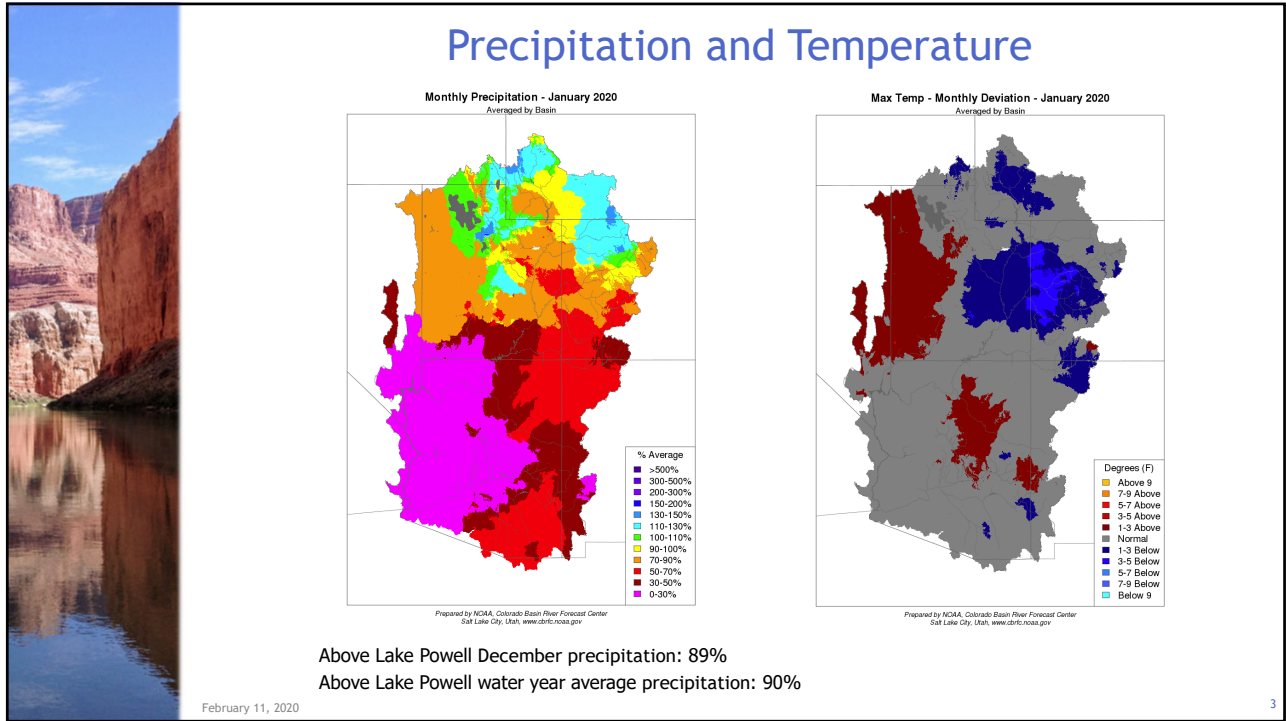 Precipitation and Temperature
Monthly Precipitation - January 2020
Averaged by Basin
% Average
>500%
300-500%
200-300%
150-200%
130-150%
110-130%
100-110%
90-100%
70-90%
50-70%
30-50%
0-30%
Prepared by NOAA, Colorado Basin River Forecast Center
Salt Lake City, Utah, www.cbrfc.noaa.gov
Max Temp - Monthly Deviation - January 2020
Averaged by Basin
Degrees (F)
Above 9
7-9 Above
5-7 Above
3-5 Above
1-3 Above
Normal
1-3 Below
3-5 Below
5-7 Below
7-9 Below
Below 9
Prepared by NOAA, Colorado Basin River Forecast Center
Salt Lake City, Utah, www.cbrfc.noaa.gov
Above Lake Powell December precipitation: 89%
Above Lake Powell water year average precipitation: 90%
February 11, 2020
3